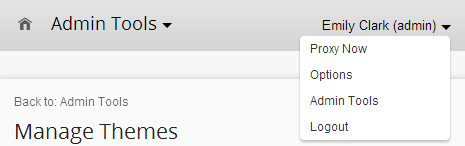 Admin Tools
Emily Clark (admin)
Proxy Now
Options
Admin Tools
Logout
Back to: Admin Tools
Manage Themes